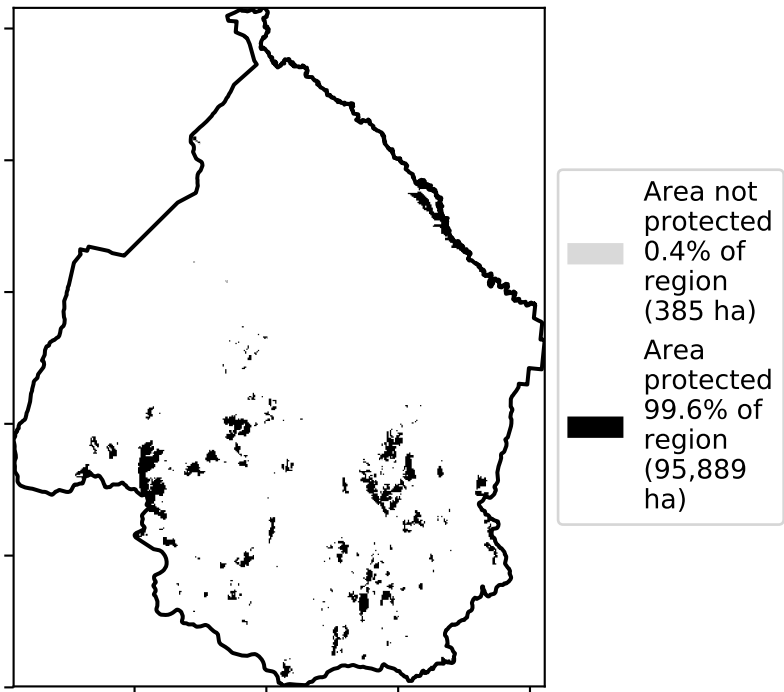 Area not
protected
0.4% of
region
(385 ha)
Area
protected
99.6% of
region
(95,889
ha)